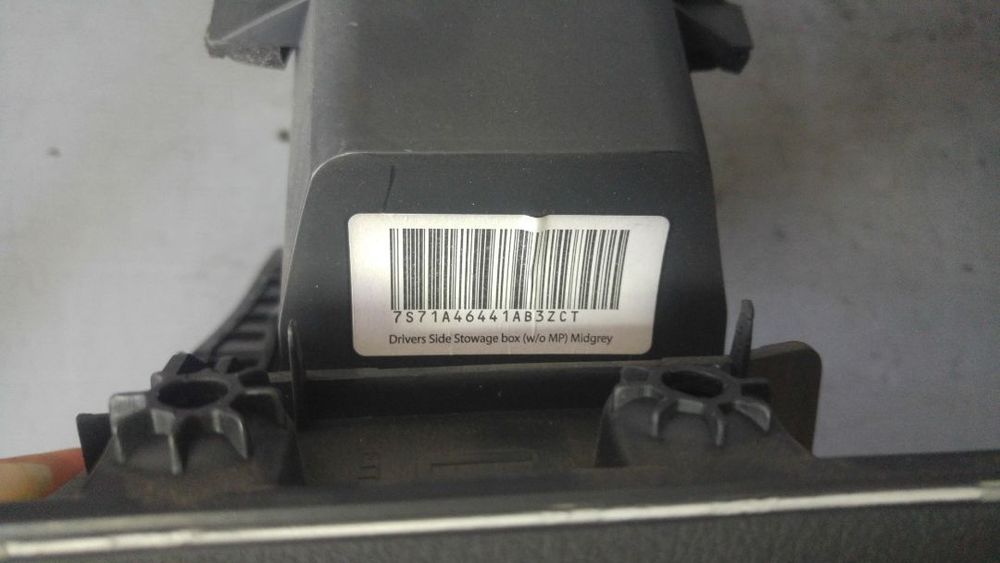 7S71A46441AB3ZCT
Drivers Side Stowage box (w/o MP) Midgrey